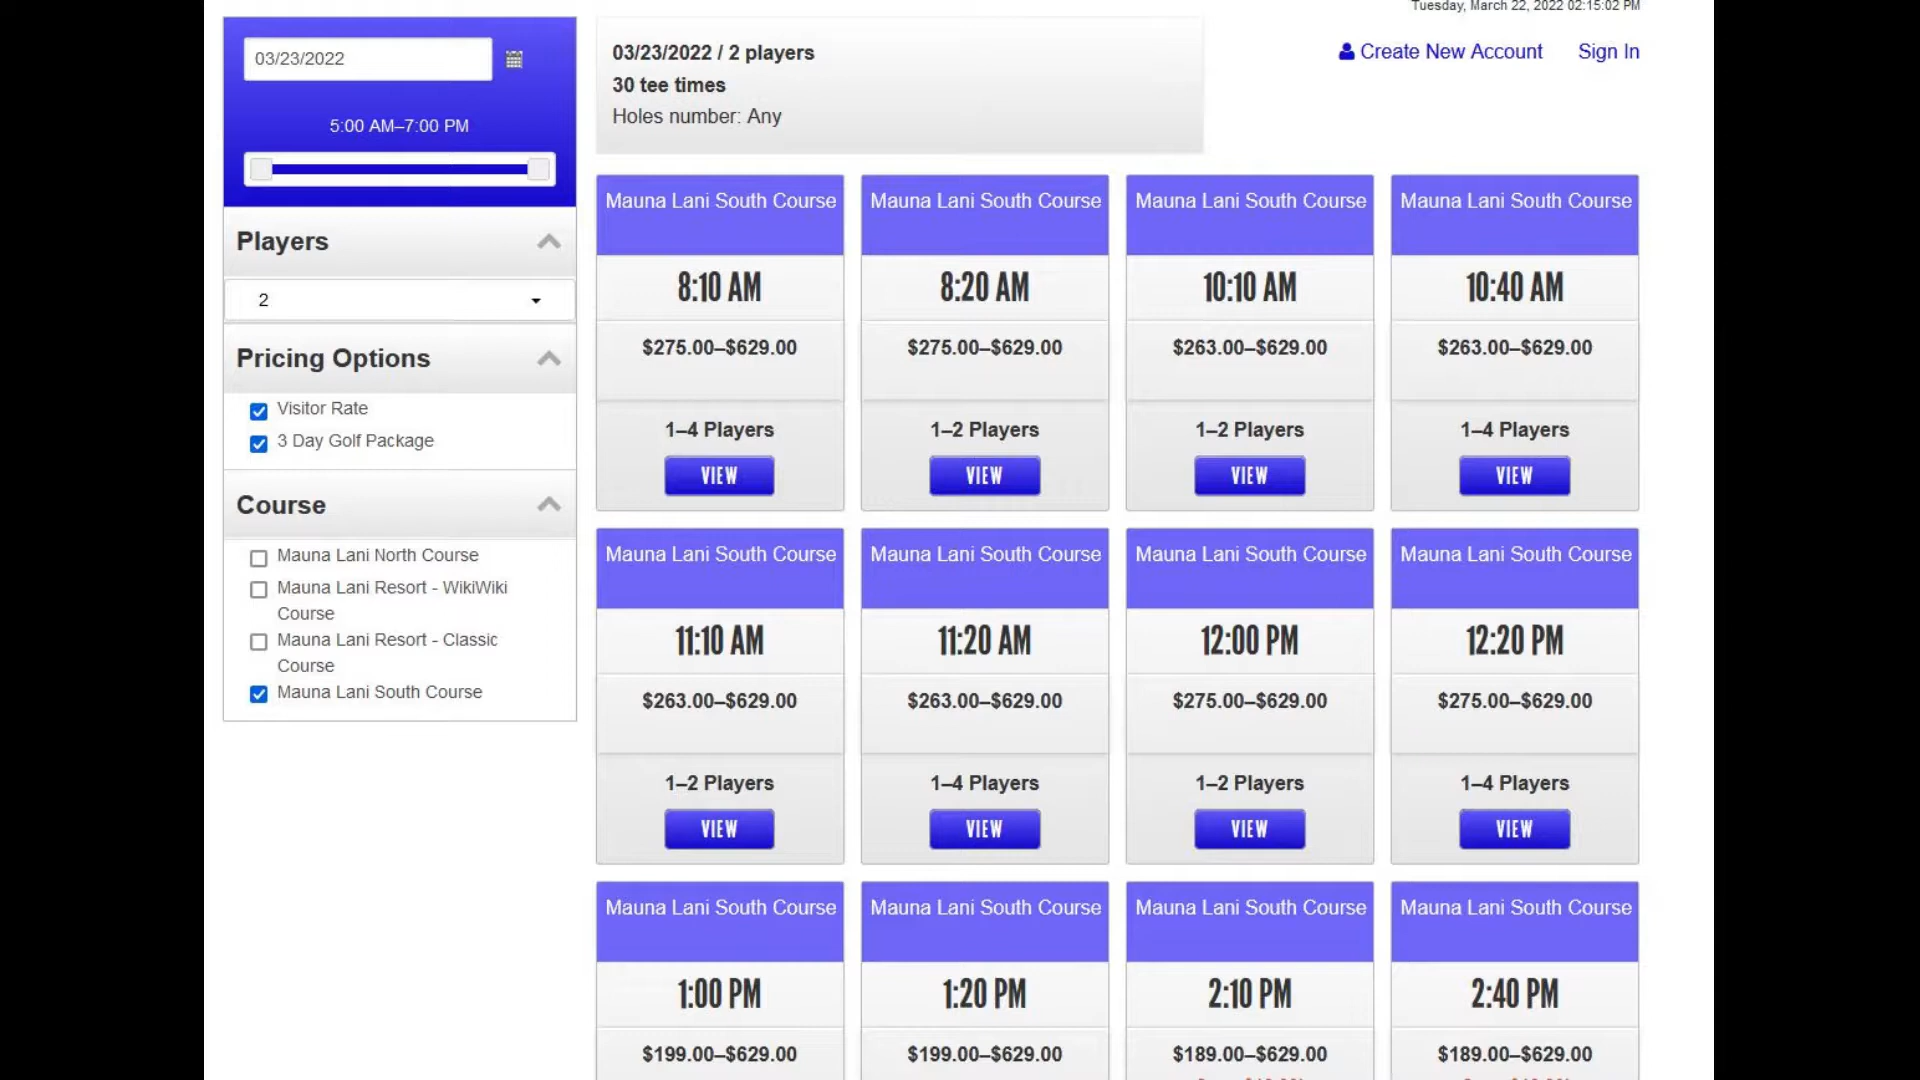 Tuesday, March 22, 2022 02:15:02 PM
Create New Account Sign In
03/23/2022
5:00 AM–7:00 PM
Players
2
Pricing Options
Visitor Rate
3 Day Golf Package
Course
Mauna Lani North Course
Mauna Lani Resort - WikiWiki
Course
Mauna Lani Resort - Classic
Course
Mauna Lani South Course
03/23/2022 / 2 players
30 tee times
Holes number: Any
Mauna Lani South Course
8:10 AM
$275.00–$629.00
1–4 Players
VIEW
Mauna Lani South Course
8:20 AM
$275.00–$629.00
1–2 Players
VIEW
Mauna Lani South Course
10:10 AM
$263.00–$629.00
1–2 Players
VIEW
Mauna Lani South Course
10:40 AM
$263.00–$629.00
1–4 Players
VIEW
Mauna Lani South Course
11:10 AM
$263.00–$629.00
1–2 Players
VIEW
Mauna Lani South Course
11:20 AM
$263.00–$629.00
1–4 Players
VIEW
Mauna Lani South Course
12:00 PM
$275.00–$629.00
1–2 Players
VIEW
Mauna Lani South Course
12:20 PM
$275.00–$629.00
1–4 Players
VIEW
Mauna Lani South Course
1:00 PM
$199.00–$629.00
Mauna Lani South Course
1:20 PM
$199.00–$629.00
Mauna Lani South Course
2:10 PM
$189.00–$629.00
Mauna Lani South Course
2:40 PM
$189.00–$629.00